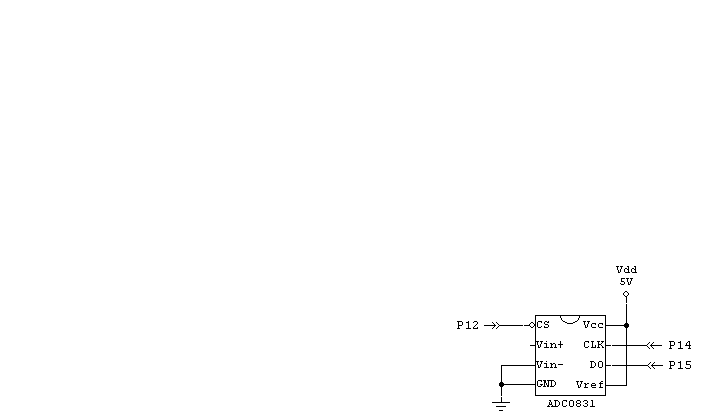 Vdd
5V
P12 CS Vcc
Vin+ CLK P14
Vin- DO P15
GND Vref
ADC0831